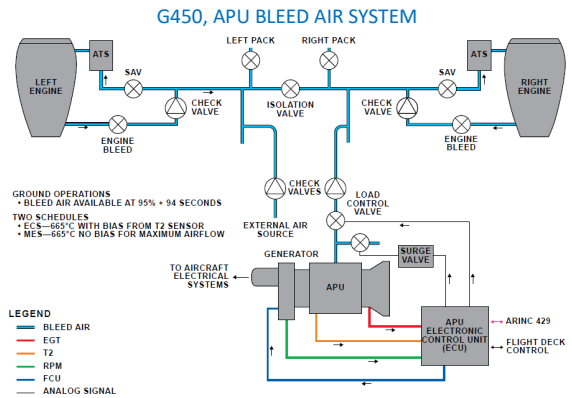 G450, APU BLEED AIR SYSTEM
LEFT PACK
RIGHT PACK
ATS
ATS
LEFT
ENGINE
SAV
SAV
RIGHT
ENGINE
CHECK
VALVE
ISOLATION
VALVE
CHECK
VALVE
ENGINE
BLEED
ENGINE
BLEED
GROUND OPERATIONS
• BLEED AIR AVAILABLE AT 95% + 94 SECONDS
TWO SCHEDULES
• ECS—665°C WITH BIAS FROM T2 SENSOR
• MES—665°C NO BIAS FOR MAXIMUM AIRFLOW
CHECK
VALVES
LOAD
CONTROL
VALVE
EXTERNAL AIR
SOURCE
GENERATOR
SURGE
VALVE
TO AIRCRAFT
ELECTRICAL
SYSTEMS
APU
APU
ELECTRONIC
CONTROL UNIT
(ECU)
ARINC 429
FLIGHT DECK
CONTROL
LEGEND
BLEED AIR
EGT
T2
RPM
FCU
ANALOG SIGNAL